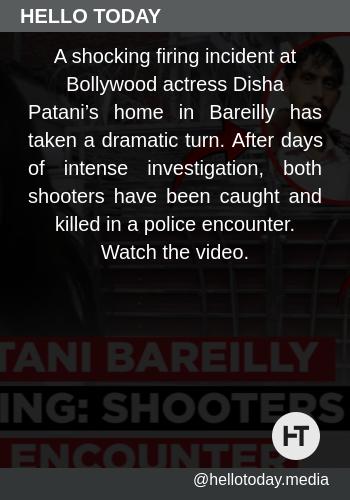 HELLO TODAY
A shocking firing incident at
Bollywood actress Disha
Patani’s home in Bareilly has
taken a dramatic turn. After days
of intense investigation, both
shooters have been caught and
killed in a police encounter.
Watch the video.
TANI BAREILLY
ING: SHOOTERS
ENCOUNTER
HT
@hellotoday.media